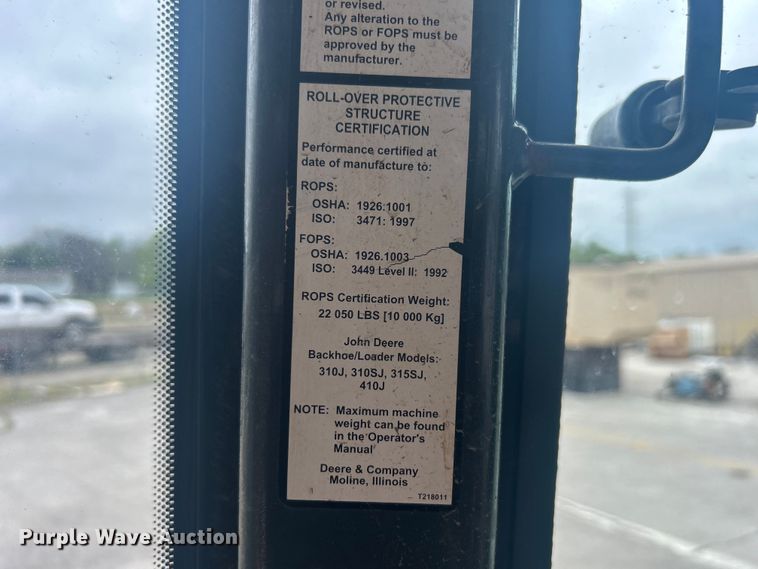 or revised.
Any alteration to the
ROPS or FOPS must be
approved by the
manufacturer.
ROLL-OVER PROTECTIVE
STRUCTURE
CERTIFICATION
Performance certified at
date of manufacture to:
ROPS:
OSHA: 1926.1001
ISO: 3471: 1997
FOPS:
OSHA: 1926.1003
ISO: 3449 Level II: 1992
ROPS Certification Weight:
22 050 LBS [10 000 Kg]
John Deere
Backhoe/Loader Models:
310J, 310SJ, 315SJ,
410J
NOTE: Maximum machine
weight can be found
in the Operator's
Manual
Deere & Company
Moline, Illinois
T218011
Purple Wave Auction